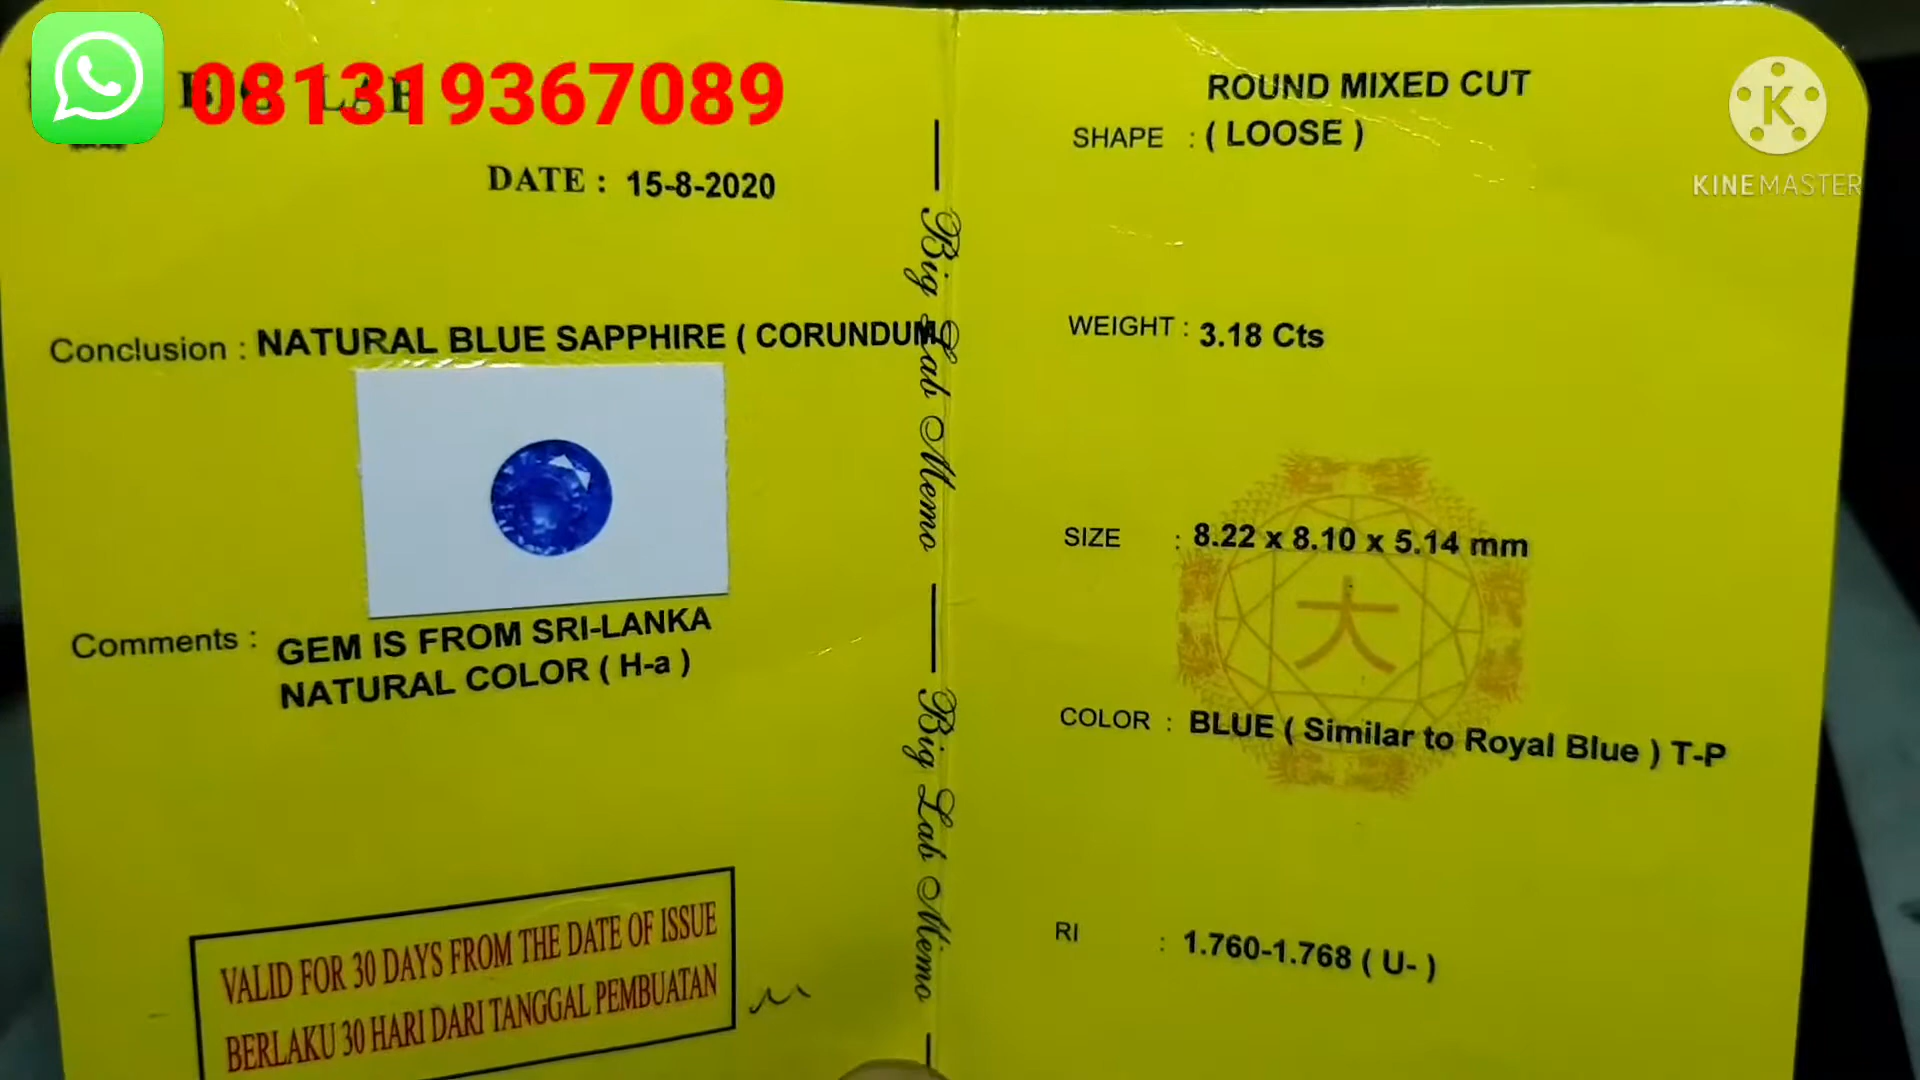 081319367089
DATE : 15-8-2020
Conclusion : NATURAL BLUE SAPPHIRE ( CORUNDUM
Comments : GEM IS FROM SRI-LANKA
NATURAL COLOR ( H-a )
VALID FOR 30 DAYS FROM THE DATE OF ISSUE
BERLAKU 30 HARI DARI TANGGAL PEMBUATAN
Big Lab Memo
Big Lab Memo
ROUND MIXED CUT
SHAPE : ( LOOSE )
WEIGHT : 3.18 Cts
SIZE : 8.22 x 8.10 x 5.14 mm
大
COLOR : BLUE ( Similar to Royal Blue ) T-P
RI : 1.760-1.768 ( U- )
K
KINEMASTER